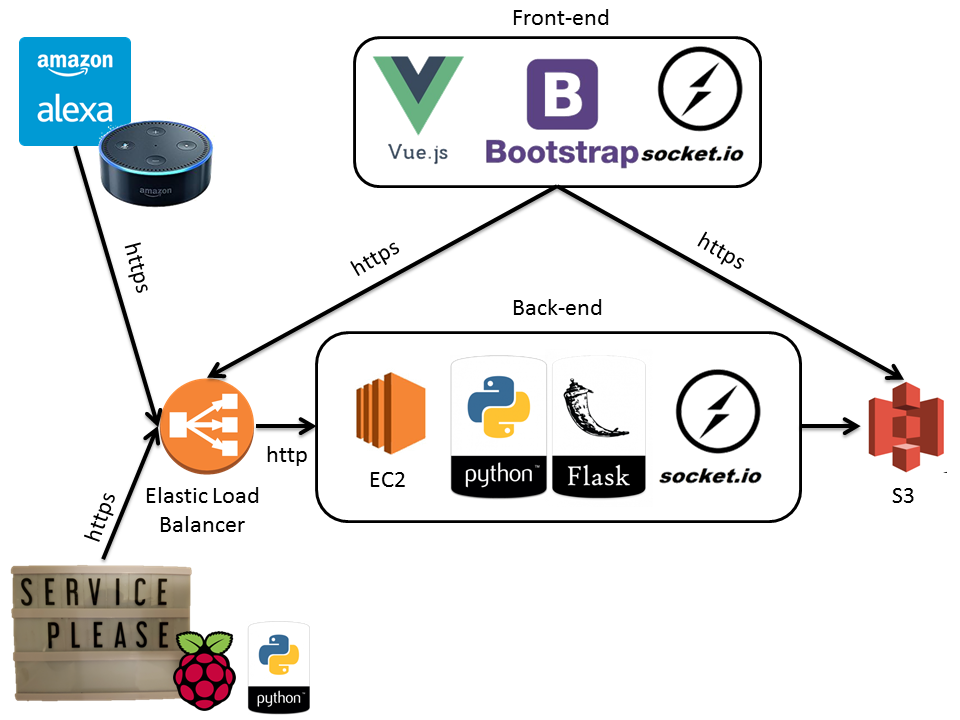 Front-end
amazon
alexa
amazon
Vue.js
B
Bootstrap
socket.io
https
https
https
Back-end
http
EC2
python™
Flask
socket.io
Elastic Load
Balancer
S3
https
SERVICE
PLEASE
python™